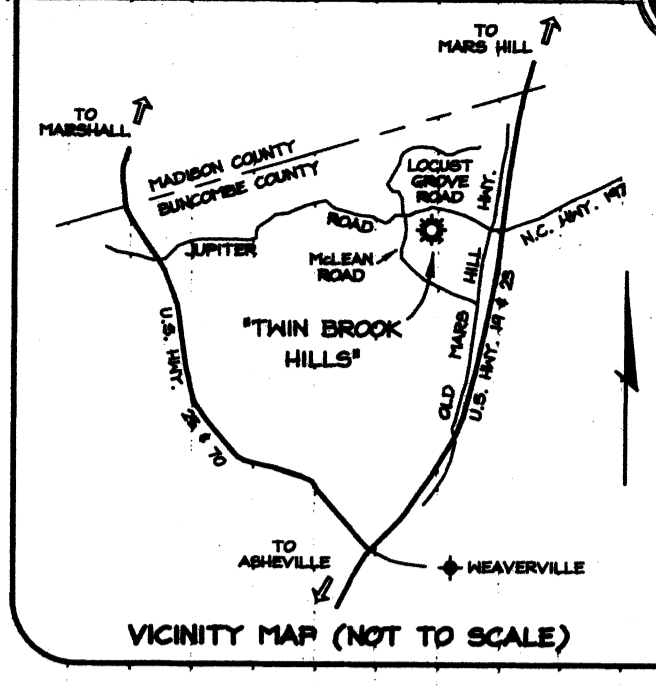 TO
MARS HILL
TO
MARSHALL
MADISON COUNTY
BUNCOMBE COUNTY
LOCUST
GROVE
ROAD
JUPITER ROAD
McLEAN
ROAD
N.C. HWY. 197
OLD MARS HILL HWY.
U.S. HWY. 19 & 23
"TWIN BROOK
HILLS"
U.S. HWY. 25 & 70
TO
ASHEVILLE
WEAVERVILLE
VICINITY MAP (NOT TO SCALE)